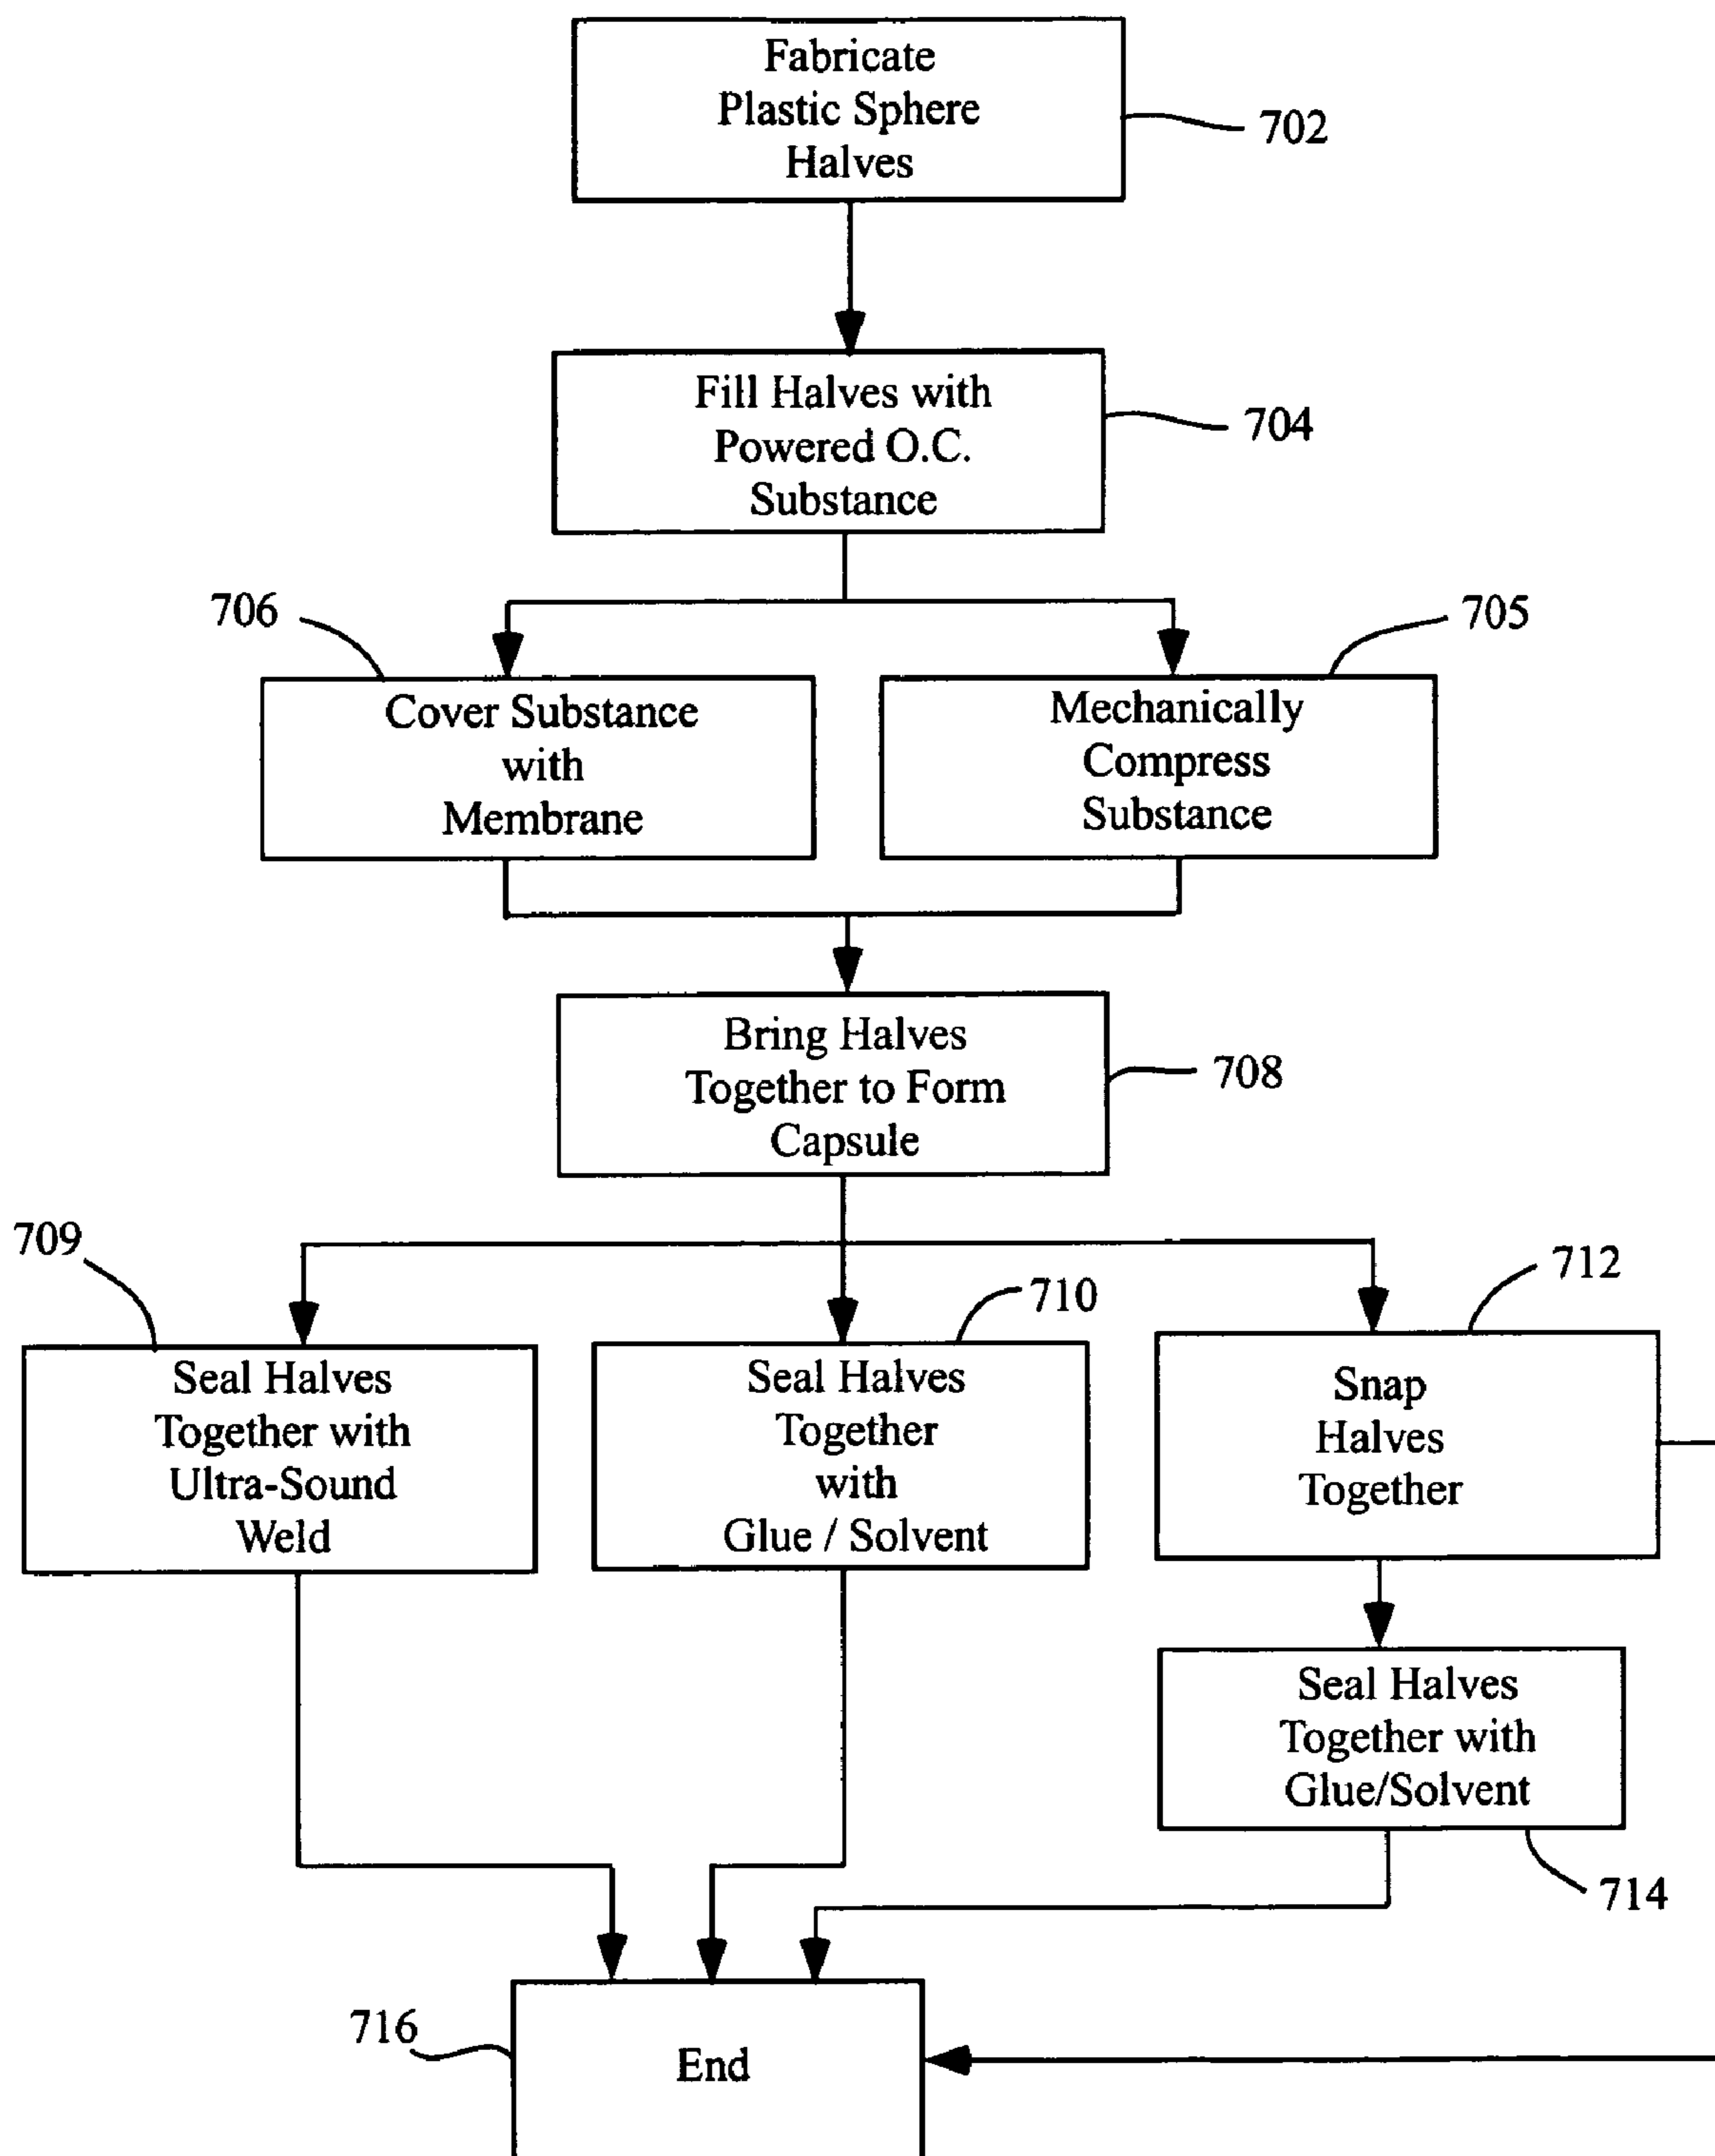 Fabricate
Plastic Sphere
Halves
702
Fill Halves with
Powered O.C.
Substance
704
706
705
Cover Substance
with
Membrane
Mechanically
Compress
Substance
Bring Halves
Together to Form
Capsule
708
709
710
712
Seal Halves
Together with
Ultra-Sound
Weld
Seal Halves
Together
with
Glue / Solvent
Snap
Halves
Together
Seal Halves
Together with
Glue/Solvent
714
716
End